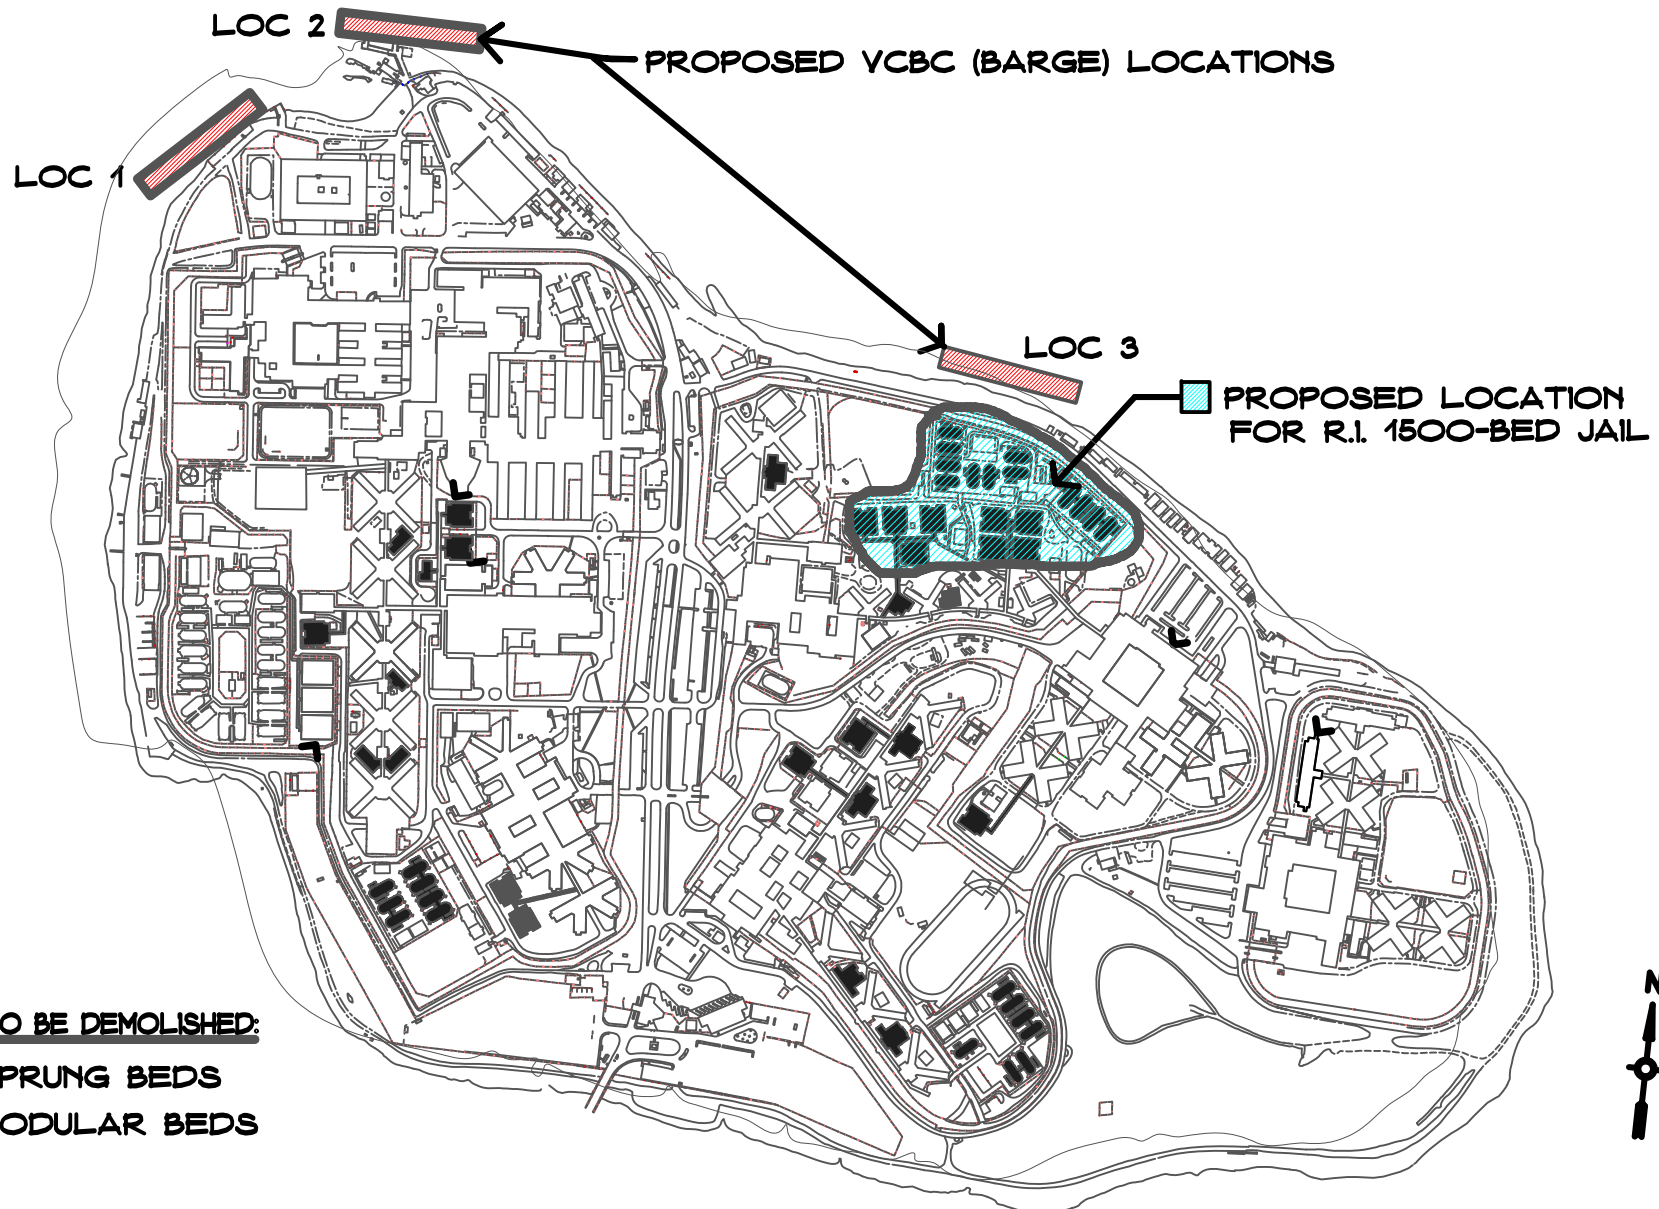 LOC 2
PROPOSED VCBC (BARGE) LOCATIONS
LOC 1
LOC 3
PROPOSED LOCATION
FOR R.I. 1500-BED JAIL
N
O BE DEMOLISHED:
PRUNG BEDS
ODULAR BEDS